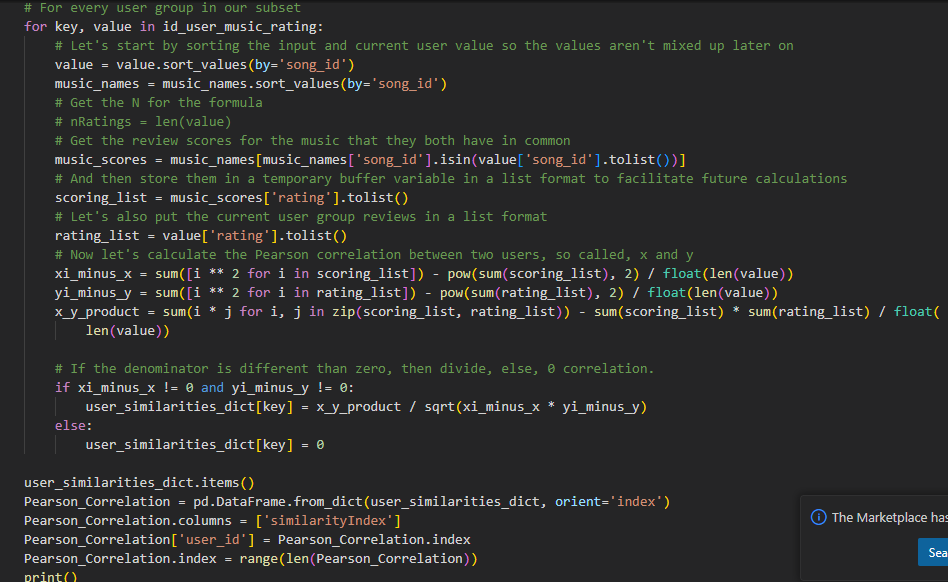 # For every user group in our subset
for key, value in id_user_music_rating:
    # Let's start by sorting the input and current user value so the values aren't mixed up later on
    value = value.sort_values(by='song_id')
    music_names = music_names.sort_values(by='song_id')
    # Get the N for the formula
    # nRatings = len(value)
    # Get the review scores for the music that they both have in common
    music_scores = music_names[music_names['song_id'].isin(value['song_id'].tolist())]
    # And then store them in a temporary buffer variable in a list format to facilitate future calculations
    scoring_list = music_scores['rating'].tolist()
    # Let's also put the current user group reviews in a list format
    rating_list = value['rating'].tolist()
    # Now let's calculate the Pearson correlation between two users, so called, x and y
    xi_minus_x = sum([i ** 2 for i in scoring_list]) - pow(sum(scoring_list), 2) / float(len(value))
    yi_minus_y = sum([i ** 2 for i in rating_list]) - pow(sum(rating_list), 2) / float(len(value))
    x_y_product = sum(i * j for i, j in zip(scoring_list, rating_list)) - sum(scoring_list) * sum(rating_list) / float(
        len(value))
    # If the denominator is different than zero, then divide, else, 0 correlation.
    if xi_minus_x != 0 and yi_minus_y != 0:
        user_similarities_dict[key] = x_y_product / sqrt(xi_minus_x * yi_minus_y)
    else:
        user_similarities_dict[key] = 0
user_similarities_dict.items()
Pearson_Correlation = pd.DataFrame.from_dict(user_similarities_dict, orient='index')
Pearson_Correlation.columns = ['similarityIndex']
Pearson_Correlation['user_id'] = Pearson_Correlation.index
Pearson_Correlation.index = range(len(Pearson_Correlation))
print()
The Marketplace has
Sea